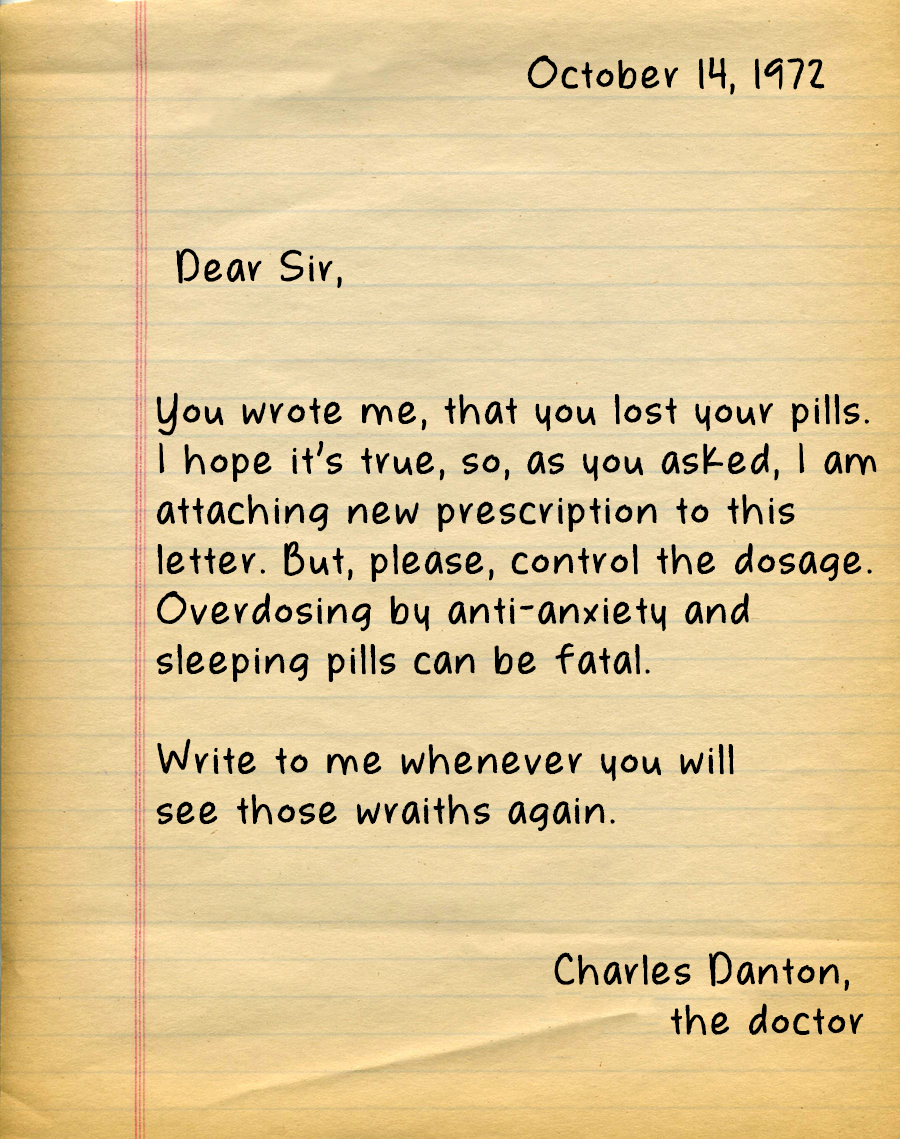 October 14, 1972
Dear Sir,
You wrote me, that you lost your pills.
I hope it's true, so, as you asked, I am
attaching new prescription to this
letter. But, please, control the dosage.
Overdosing by anti-anxiety and
sleeping pills can be fatal.
Write to me whenever you will
see those wraiths again.
Charles Danton,
the doctor